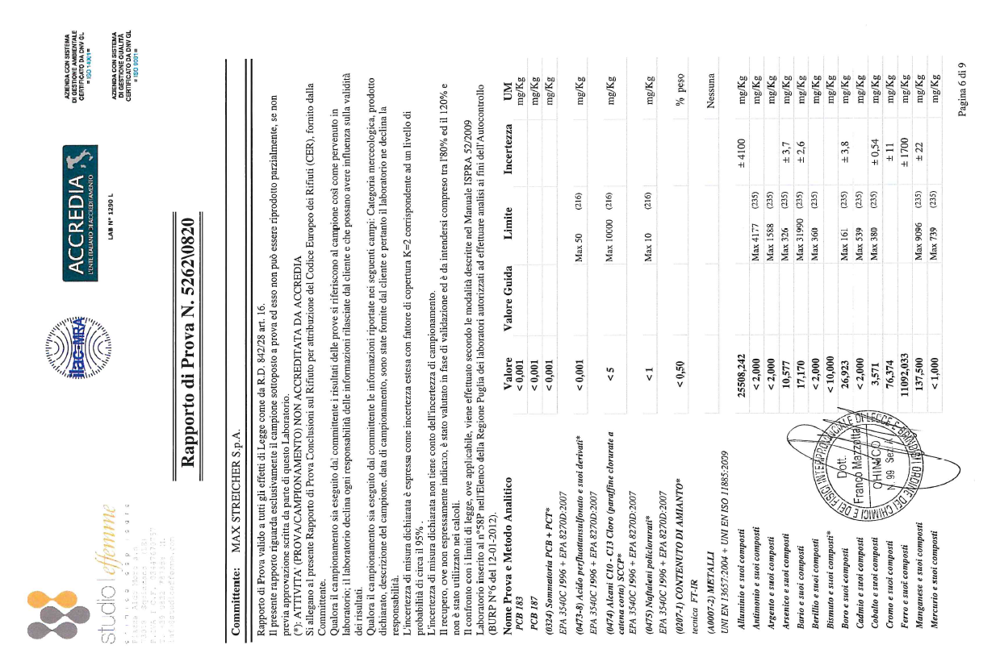 studio effemme
ilac-MRA
ACCREDIA
L'ENTE ITALIANO DI ACCREDITAMENTO
LAB N° 1290 L
AZIENDA CON SISTEMA
DI GESTIONE AMBIENTALE
CERTIFICATO DA DNV GL
= ISO 14001 =
AZIENDA CON SISTEMA
DI GESTIONE QUALITÀ
CERTIFICATO DA DNV GL
= ISO 9001 =
Rapporto di Prova N. 5262\0820
Committente: MAX STREICHER S.p.A.
Rapporto di Prova valido a tutti gli effetti di Legge come da R.D. 842/28 art. 16.
Il presente rapporto riguarda esclusivamente il campione sottoposto a prova ed esso non può essere riprodotto parzialmente, se non
previa approvazione scritta da parte di questo Laboratorio.
(*): ATTIVITA' (PROVA/CAMPIONAMENTO) NON ACCREDITATA DA ACCREDIA
Si allegano al presente Rapporto di Prova Conclusioni sul Rifiuto per attribuzione del Codice Europeo dei Rifiuti (CER), fornito dalla
Committente.
Qualora il campionamento sia eseguito dal committente i risultati delle prove si riferiscono al campione così come pervenuto in
laboratorio; il laboratorio declina ogni responsabilità delle informazioni rilasciate dal cliente e che possano avere influenza sulla validità
dei risultati.
Qualora il campionamento sia eseguito dal committente le informazioni riportate nei seguenti campi: Categoria merceologica, prodotto
dichiarato, descrizione del campione, data di campionamento, sono state fornite dal cliente e pertanto il laboratorio ne declina la
responsabilità.
L'incertezza di misura dichiarata è espressa come incertezza estesa con fattore di copertura K=2 corrispondente ad un livello di
probabilità di circa il 95% .
L'incertezza di misura dichiarata non tiene conto dell'incertezza di campionamento.
Il recupero, ove non espressamente indicato, è stato valutato in fase di validazione ed è da intendersi compreso tra l'80% ed il 120% e
non è stato utilizzato nei calcoli.
Il confronto con i limiti di legge, ove applicabile, viene effettuato secondo le modalità descritte nel Manuale ISPRA 52/2009
Laboratorio inserito al n°58P nell'Elenco della Regione Puglia dei laboratori autorizzati ad effettuare analisi ai fini dell'Autocontrollo
(BURP N°6 del 12-01-2012).
Nome Prova e Metodo Analitico Valore Valore Guida Limite Incertezza UM
PCB 183 < 0,001 mg/Kg
PCB 187 < 0,001 mg/Kg
(0324) Sommatoria PCB + PCT* < 0,001 mg/Kg
EPA 3540C 1996 + EPA 8270D:2007
(0473-8) Acido perfluottansulfonato e suoi derivati* < 0,001 Max 50 (216) mg/Kg
EPA 3540C 1996 + EPA 8270D:2007
(0474) Alcani C10 - C13 Cloro (paraffine clorurate a < 5 Max 10000 (216) mg/Kg
catena corta) SCCP*
EPA 3540C 1996 + EPA 8270D:2007
(0475) Naftaleni policlorurati* < 1 Max 10 (216) mg/Kg
EPA 3540C 1996 + EPA 8270D:2007
(0207-1) CONTENUTO DI AMIANTO* < 0,50 % peso
tecnica FT-IR
(A0007-2) METALLI Nessuna
UNI EN 13657:2004 + UNI EN ISO 11885:2009
Alluminio e suoi composti 25508,242 ± 4100 mg/Kg
Antimonio e suoi composti < 2,000 Max 4177 (235) mg/Kg
Argento e suoi composti < 2,000 Max 1588 (235) mg/Kg
Arsenico e suoi composti 10,577 Max 326 (235) ± 3,7 mg/Kg
Bario e suoi composti 17,170 Max 31990 (235) ± 2,6 mg/Kg
Berillio e suoi composti < 2,000 Max 360 (235) mg/Kg
Bismuto e suoi composti* < 10,000 mg/Kg
Boro e suoi composti 26,923 Max 161 (235) ± 3,8 mg/Kg
Cadmio e suoi composti < 2,000 Max 539 (235) mg/Kg
Cobalto e suoi composti 3,571 Max 380 (235) ± 0,54 mg/Kg
Cromo e suoi composti 76,374 ± 11 mg/Kg
Ferro e suoi composti 11092,033 ± 1700 mg/Kg
Manganese e suoi composti 137,500 Max 9096 (235) ± 22 mg/Kg
Mercurio e suoi composti < 1,000 Max 739 (235) mg/Kg
ORDINE DEI CHIMICI E DEI FISICI INTERPROVINCIALE DI LECCE E BRINDISI
Dott.
Franco Mazzotta
CHIMICO
N. 99 Sez. A
Pagina 6 di 9